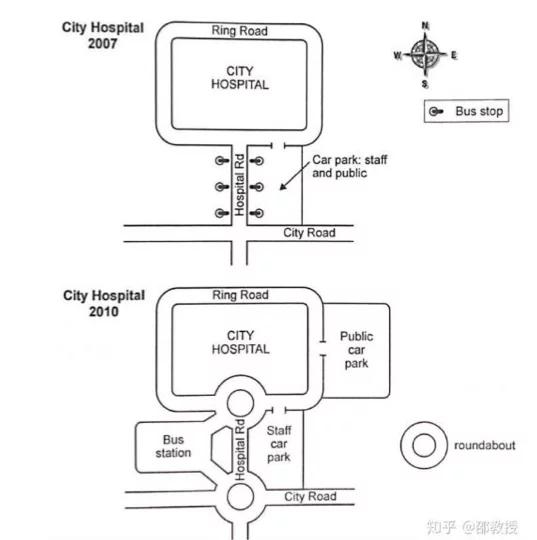 City Hospital
2007
Ring Road
CITY
HOSPITAL
N
W
E
S
Bus stop
Hospital Rd
Car park: staff
and public
City Road
City Hospital
2010
Ring Road
CITY
HOSPITAL
Public
car
park
Bus
station
Hospital Rd
Staff
car
park
roundabout
City Road
知乎 @邵教授